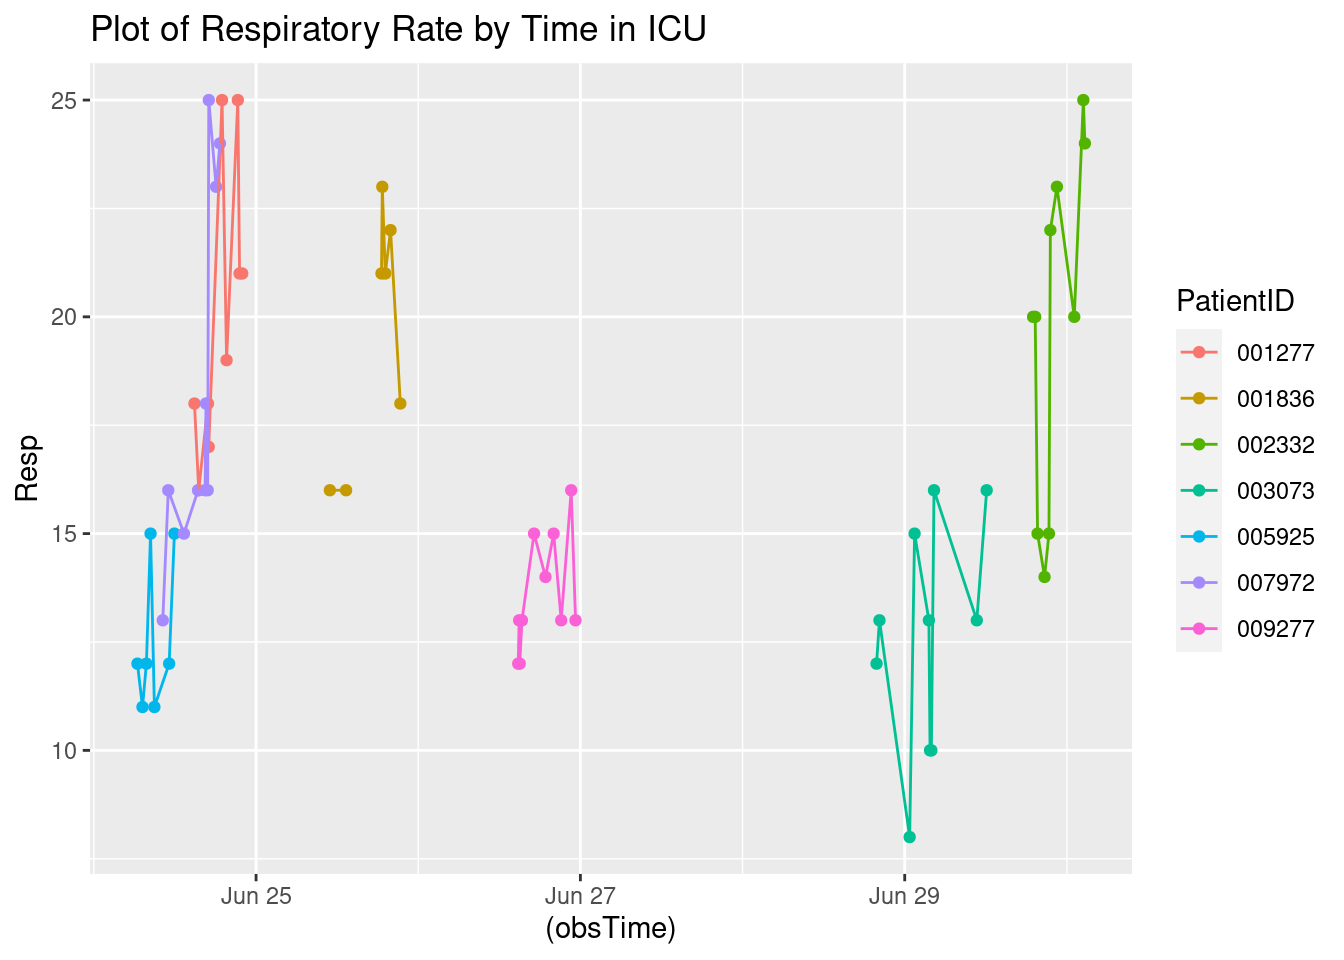 Plot of Respiratory Rate by Time in ICU
25
20
15
10
Resp
Jun 25
Jun 27
Jun 29
(obsTime)
PatientID
001277
001836
002332
003073
005925
007972
009277